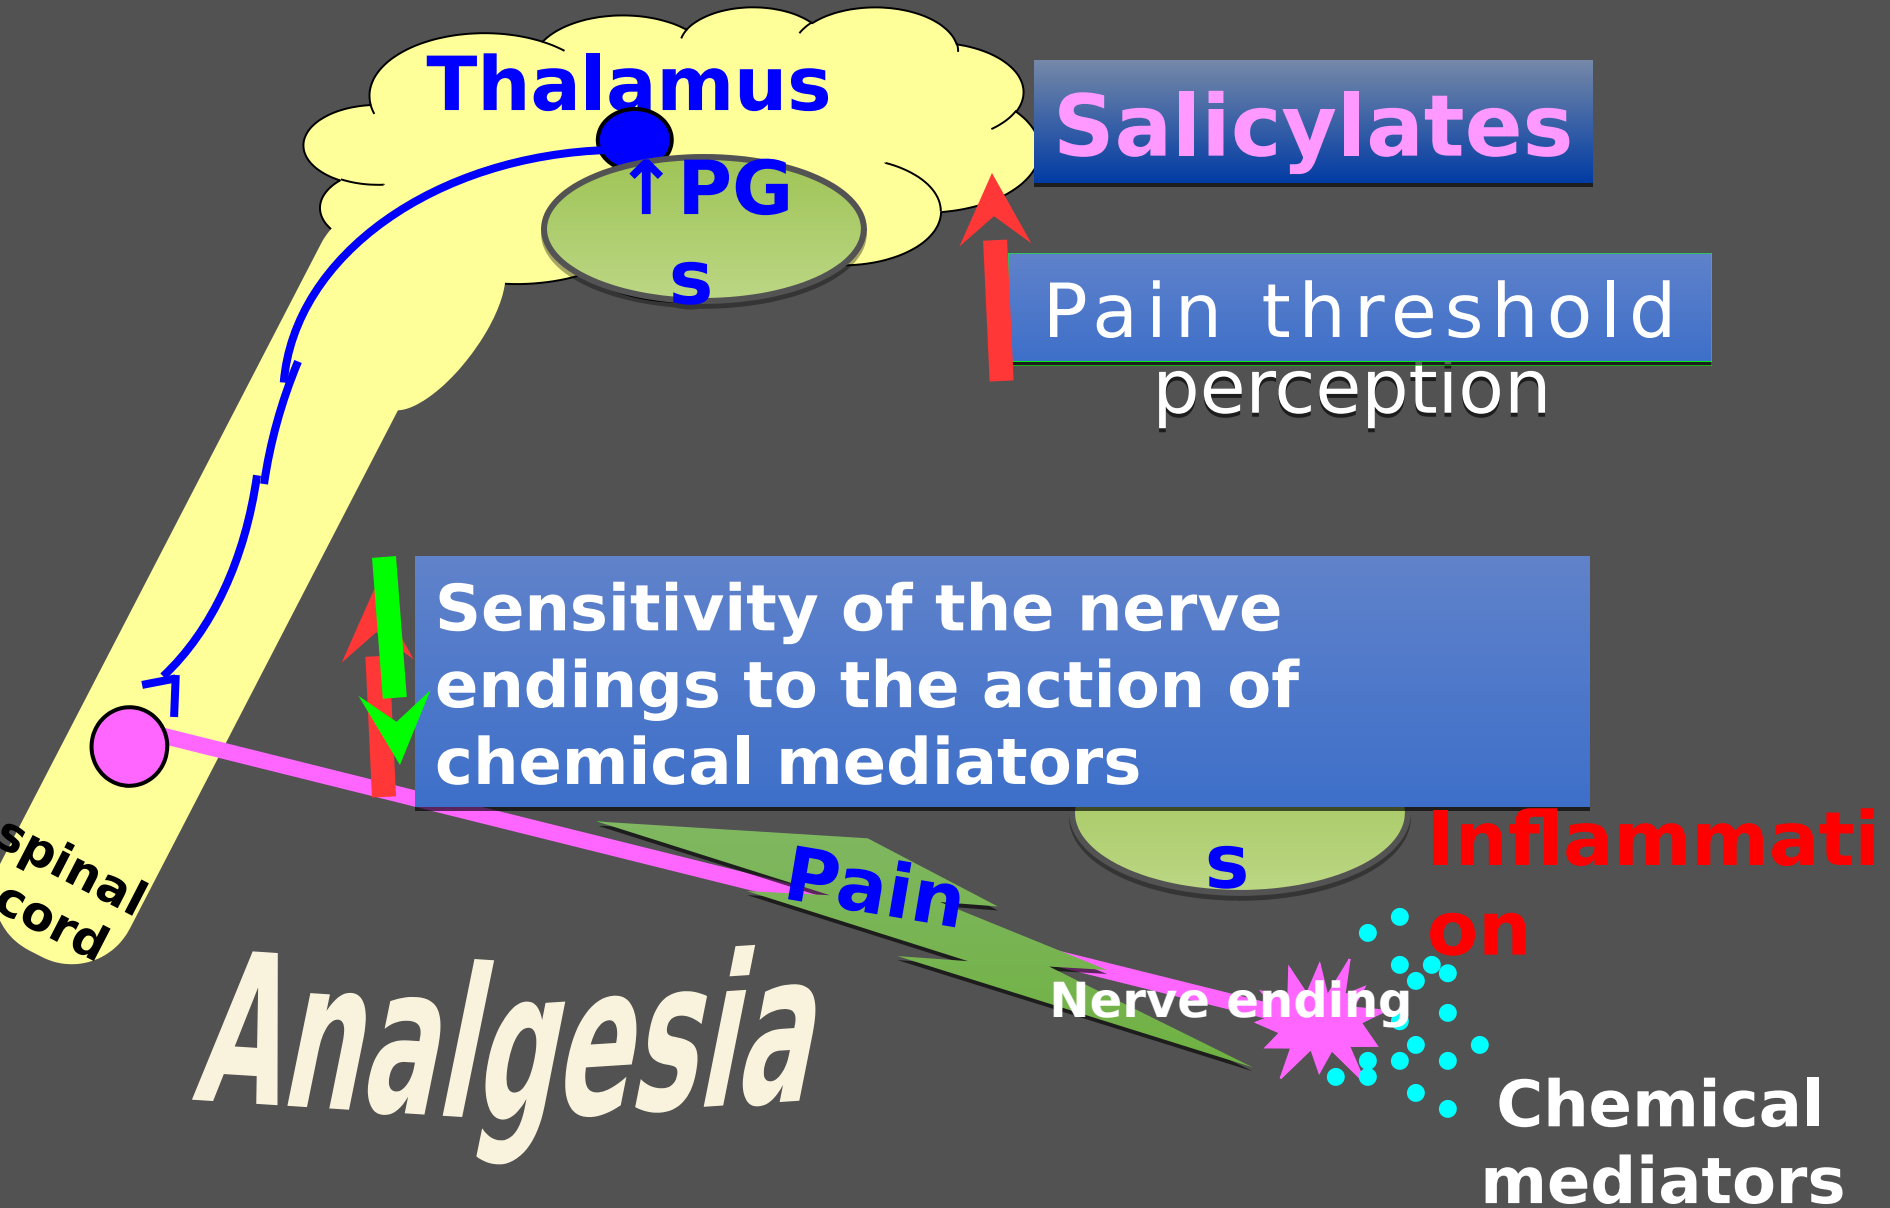 Thalamus
Salicylates
↑PG
s
Pain threshold
perception
Sensitivity of the nerve
endings to the action of
chemical mediators
s
Inflammati
on
Pain
spinal
cord
Nerve ending
Analgesia
Chemical
mediators